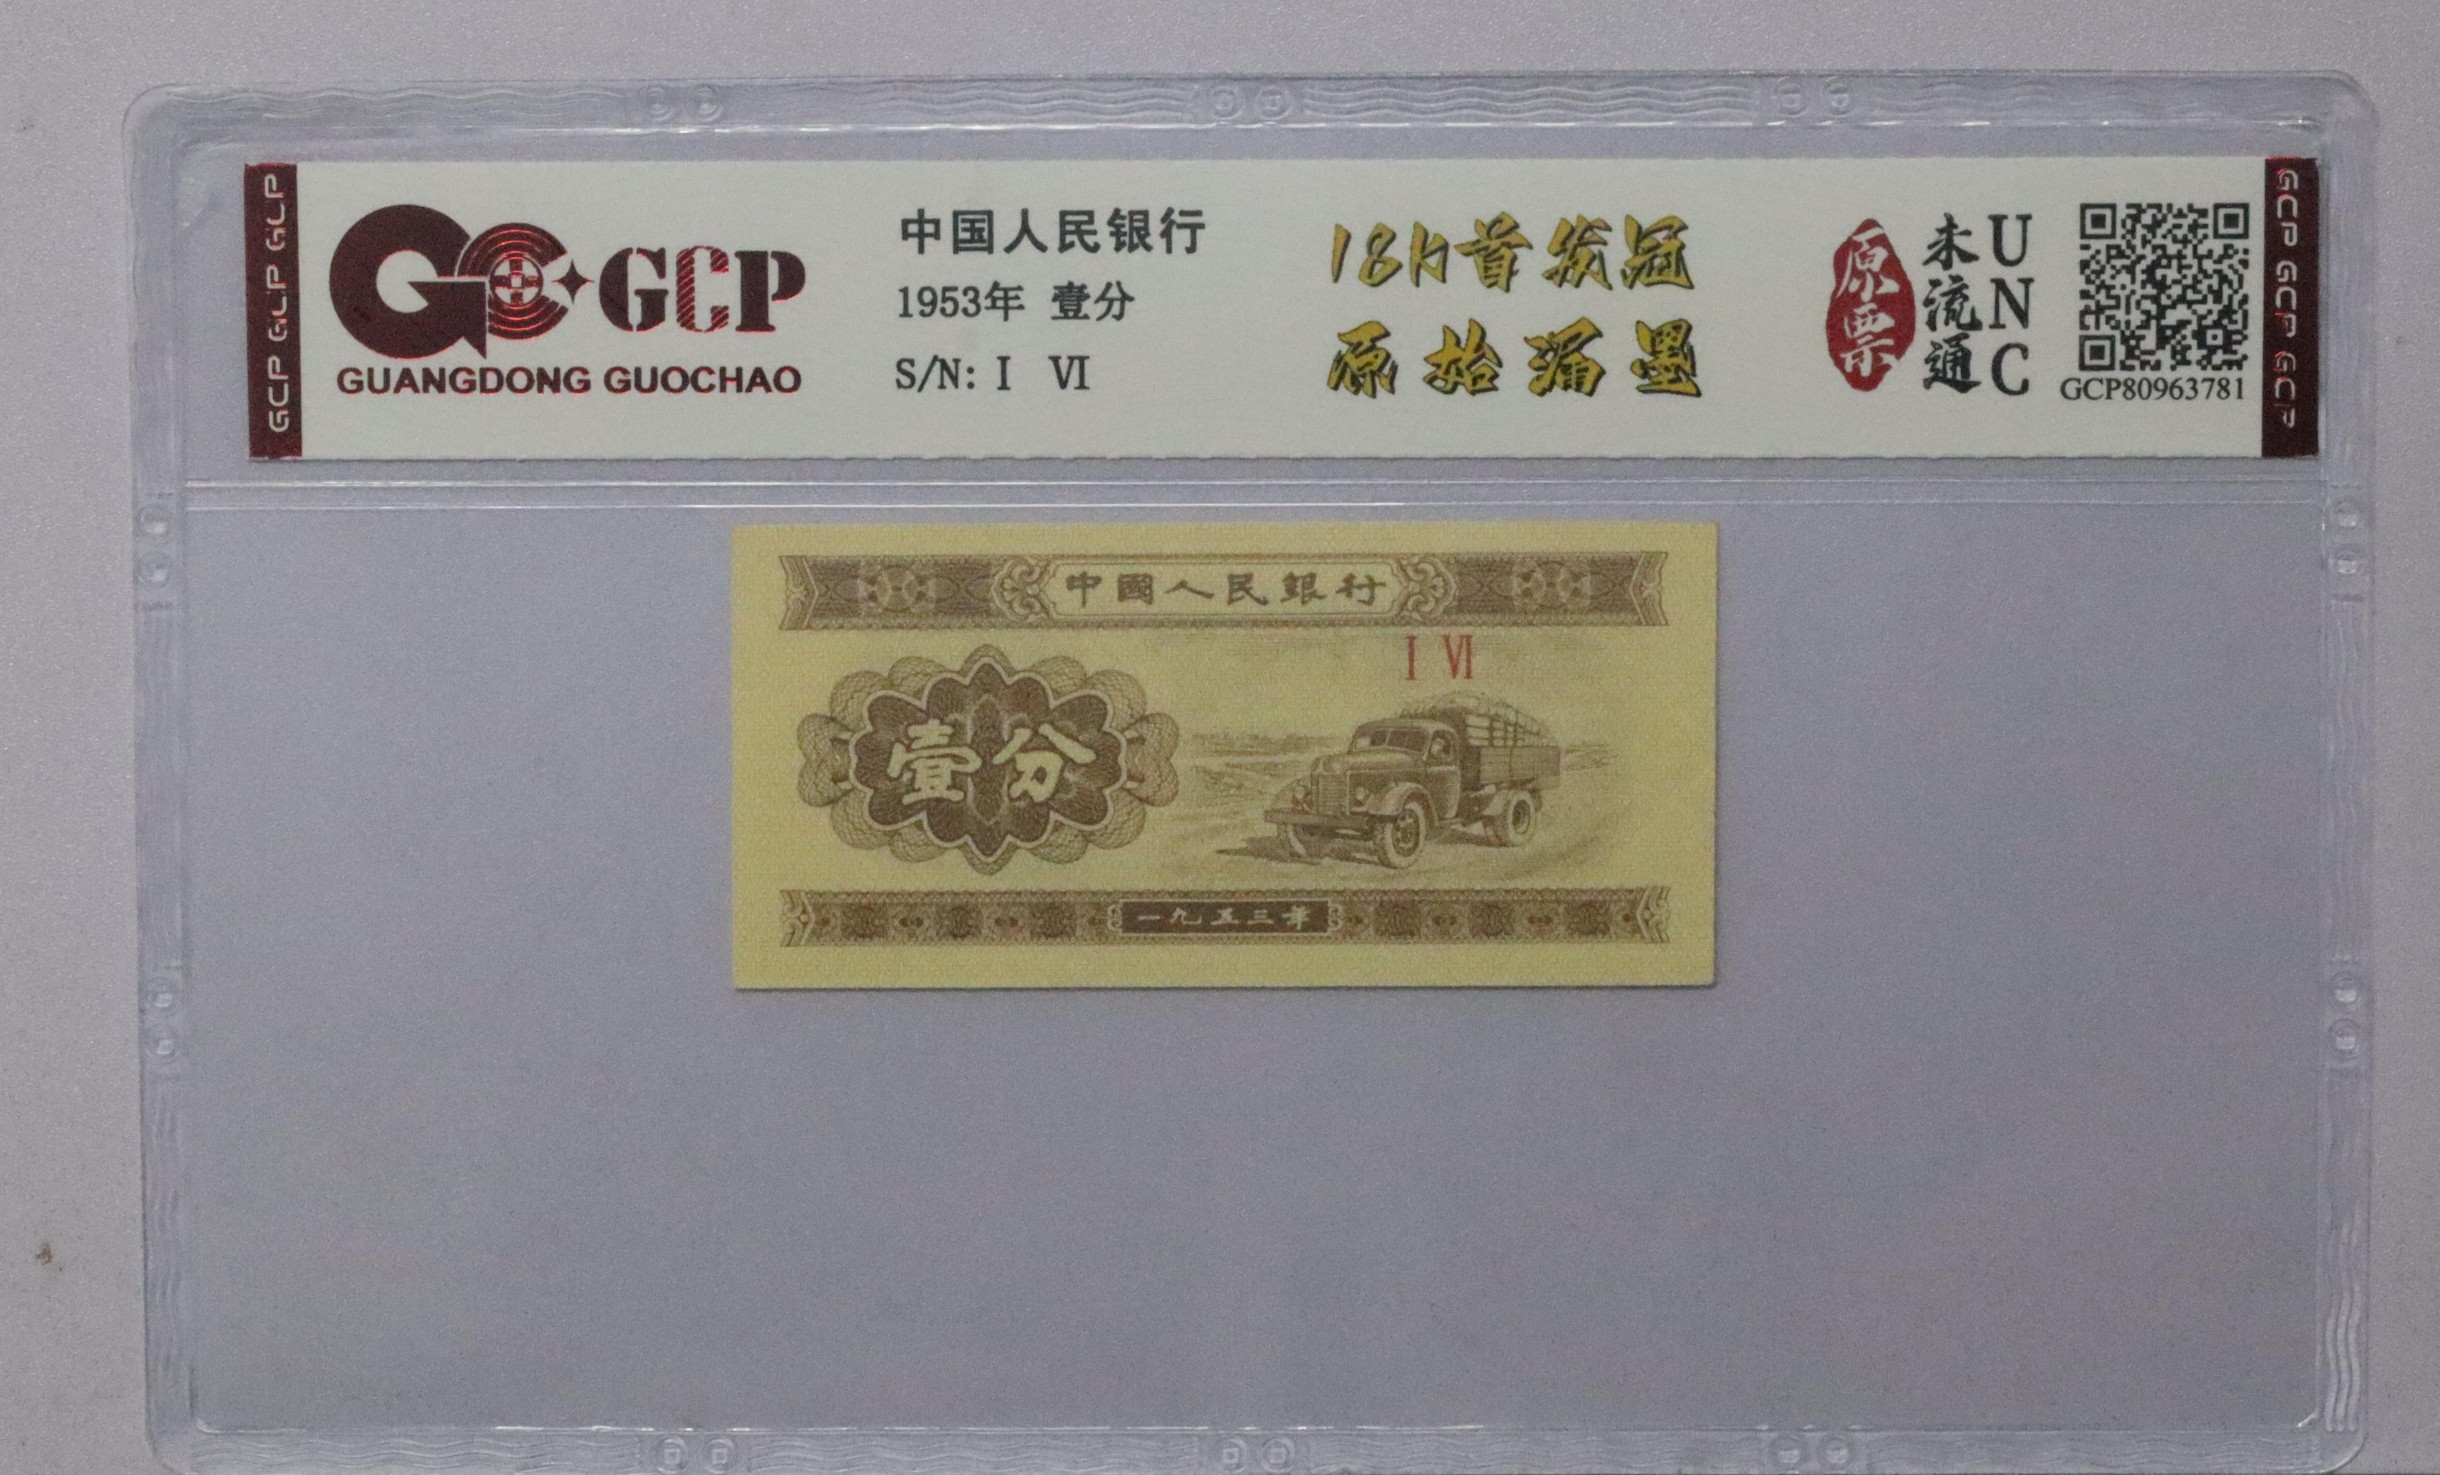 GCP GCP GCP
GCP
GUANGDONG GUOCHAO
中国人民银行
1953年 壹分
S/N: I VI
18h首发冠
原始漏墨
原票
未流通
UNC
GCP80963781
GCP GCP GCP
中國人民銀行
I VI
壹分
一九五三年